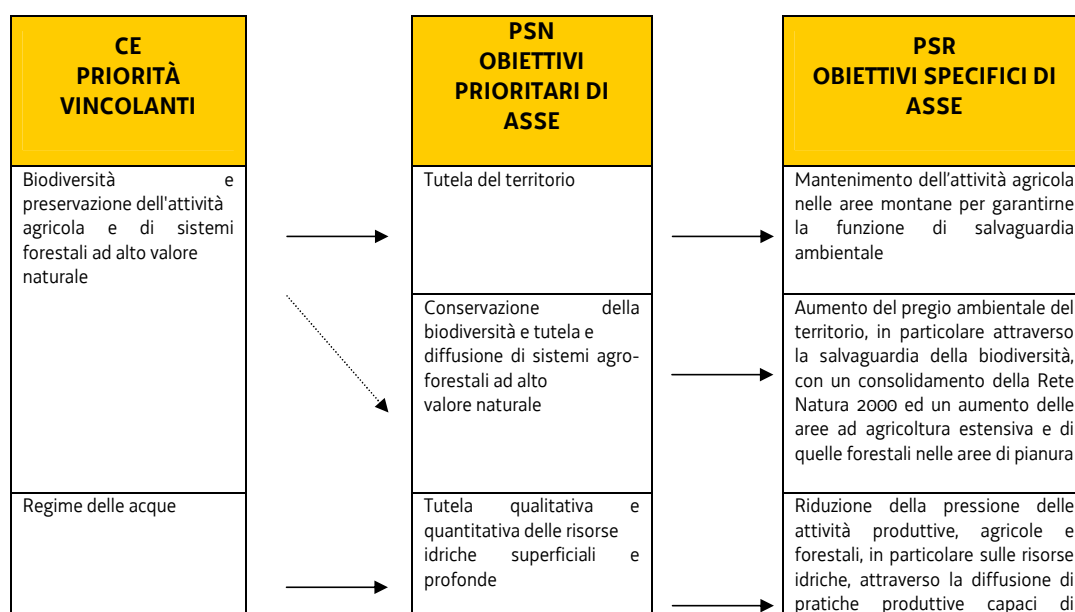 CE
PRIORITÀ
VINCOLANTI
PSN
OBIETTIVI
PRIORITARI DI
ASSE
PSR
OBIETTIVI SPECIFICI DI
ASSE
Biodiversità e
preservazione dell'attività
agricola e di sistemi
forestali ad alto valore
naturale
Tutela del territorio
Mantenimento dell'attività agricola
nelle aree montane per garantirne
la funzione di salvaguardia
ambientale
Conservazione della
biodiversità e tutela e
diffusione di sistemi agro-
forestali ad alto
valore naturale
Aumento del pregio ambientale del
territorio, in particolare attraverso
la salvaguardia della biodiversità,
con un consolidamento della Rete
Natura 2000 ed un aumento delle
aree ad agricoltura estensiva e di
quelle forestali nelle aree di pianura
Regime delle acque
Tutela qualitativa e
quantitativa delle risorse
idriche superficiali e
profonde
Riduzione della pressione delle
attività produttive, agricole e
forestali, in particolare sulle risorse
idriche, attraverso la diffusione di
pratiche produttive capaci di